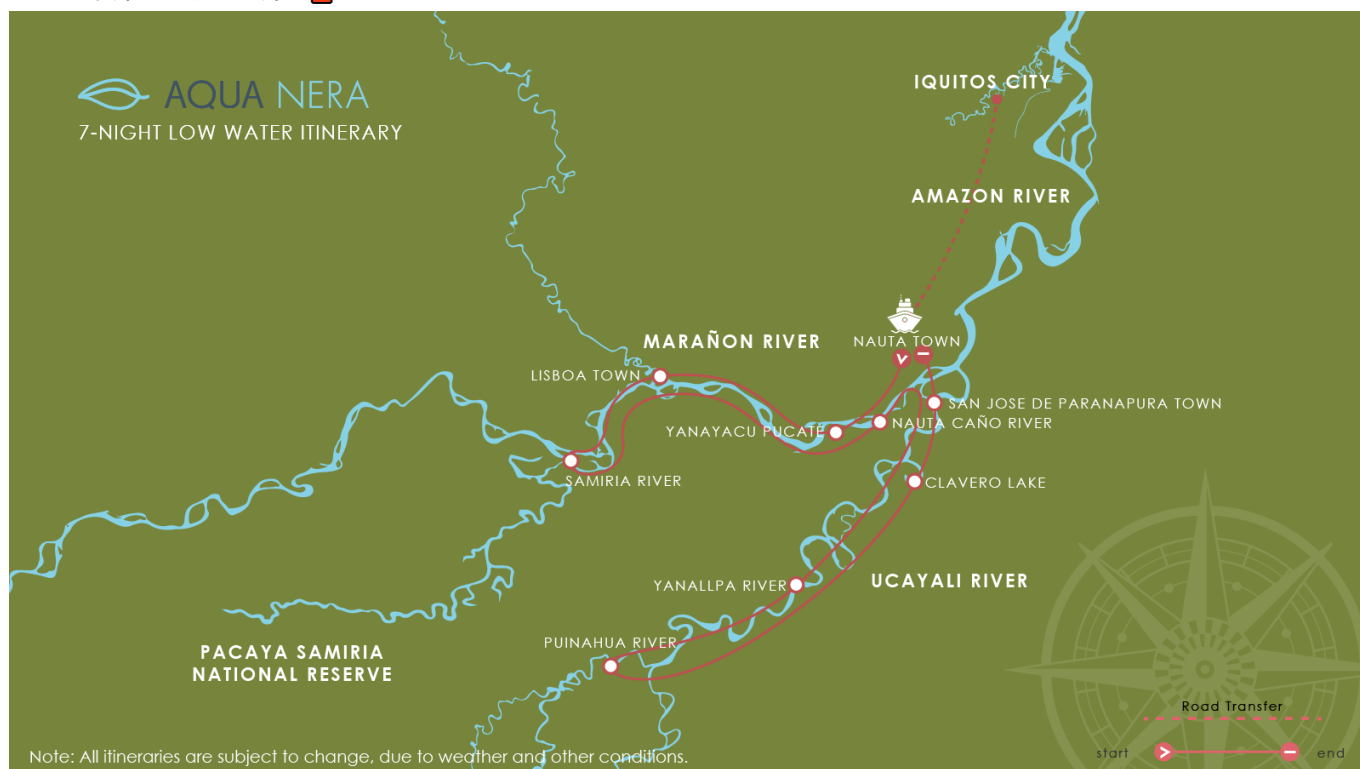 AQUA NERA
7-NIGHT LOW WATER ITINERARY
IQUITOS CITY
AMAZON RIVER
NAUTA TOWN
MARAÑON RIVER
LISBOA TOWN
SAN JOSE DE PARANAPURA TOWN
NAUTA CAÑO RIVER
YANAYACU PUCATE
SAMIRIA RIVER
CLAVERO LAKE
YANALLPA RIVER
UCAYALI RIVER
PUINAHUA RIVER
PACAYA SAMIRIA
NATIONAL RESERVE
Road Transfer
start
end
Note: All itineraries are subject to change, due to weather and other conditions.